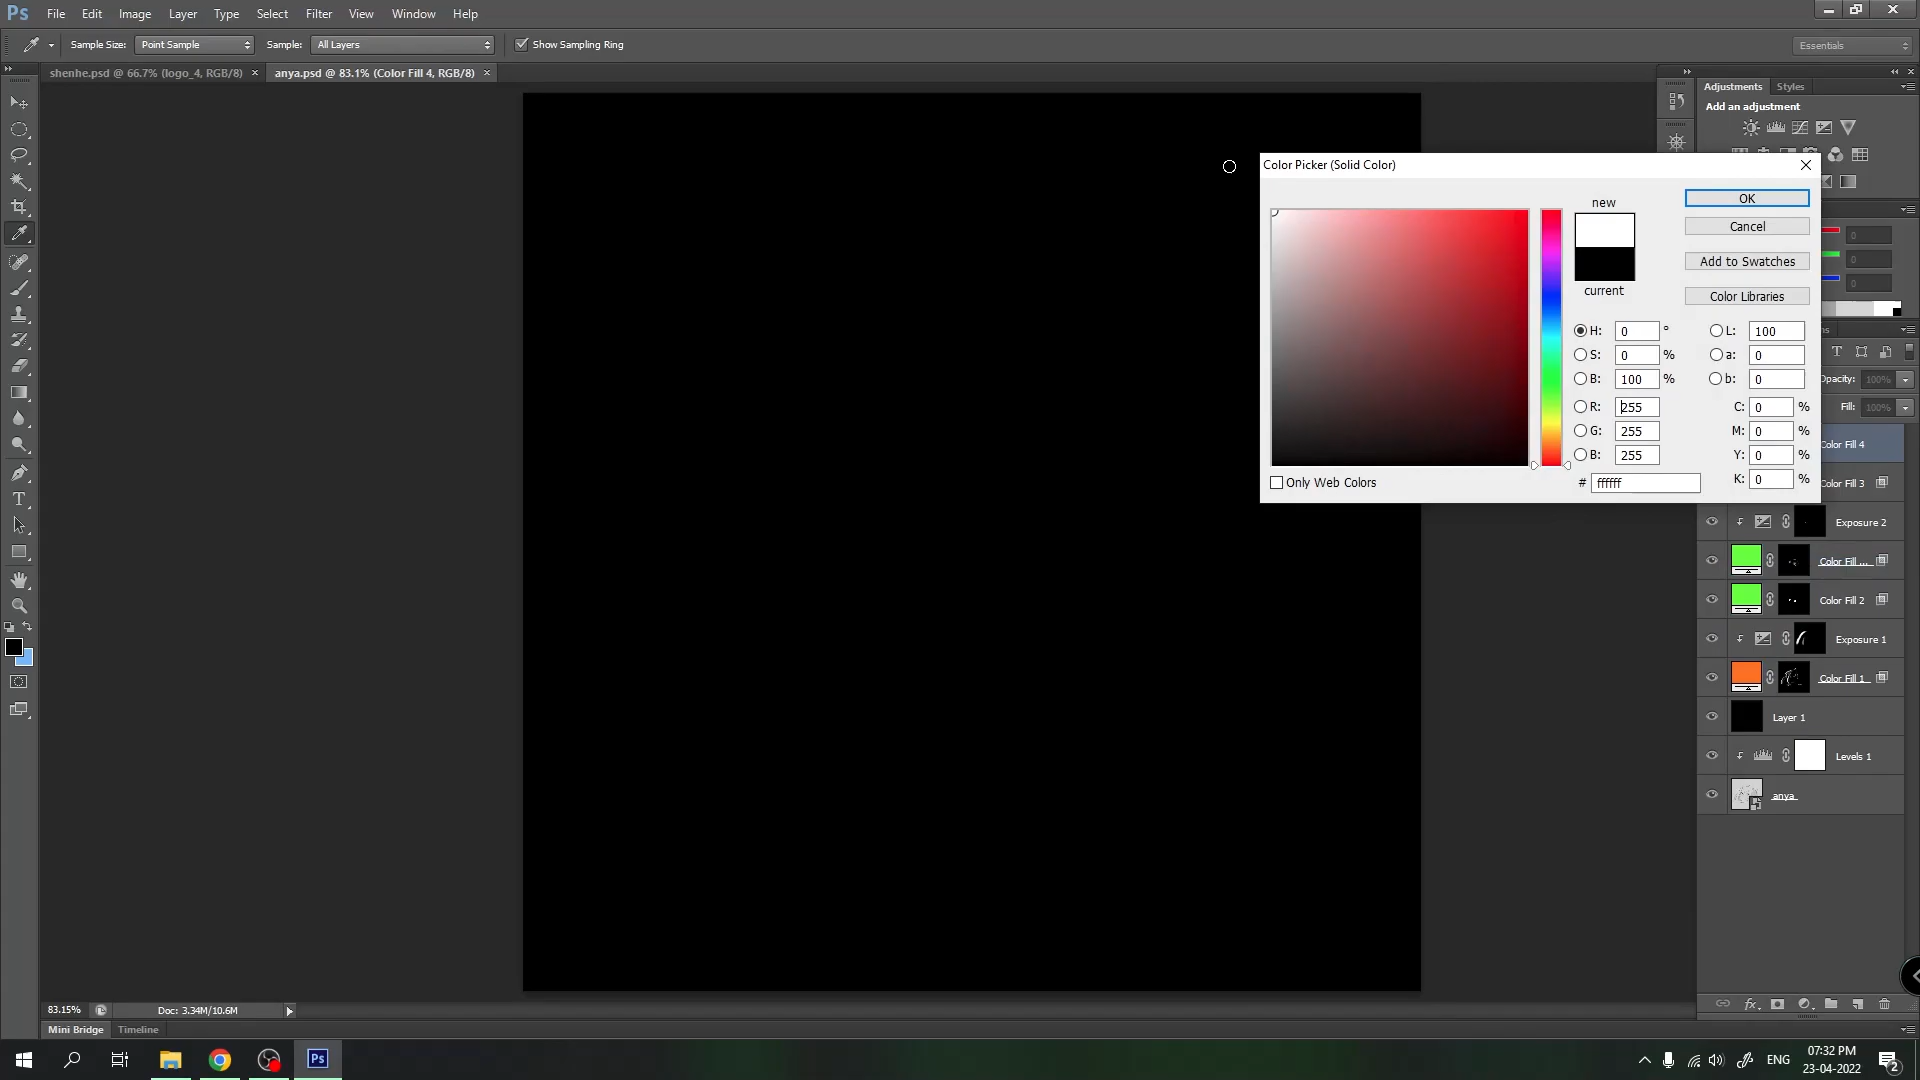 Ps File Edit Image Layer Type Select Filter View Window Help
Sample Size: Point Sample Sample: All Layers Show Sampling Ring Essentials
shenhe.psd @ 66.7% (logo_4, RGB/8) × anya.psd @ 83.1% (Color Fill 4, RGB/8) ×
Adjustments Styles
Add an adjustment
Color Picker (Solid Color)
new
OK
Cancel
Add to Swatches
current
Color Libraries
H: 0 ° L: 100
S: 0 % a: 0
B: 100 % b: 0
R: 255 C: 0 %
G: 255 M: 0 %
B: 255 Y: 0 %
Only Web Colors # ffffff K: 0 %
0
0
0
Opacity: 100%
Fill: 100%
Color Fill 4
Color Fill 3
Exposure 2
Color Fill ...
Color Fill 2
Exposure 1
Color Fill 1
Layer 1
Levels 1
anya
83.15% Doc: 3.34M/10.6M
Mini Bridge Timeline
Ps
ENG
07:32 PM
23-04-2022
2